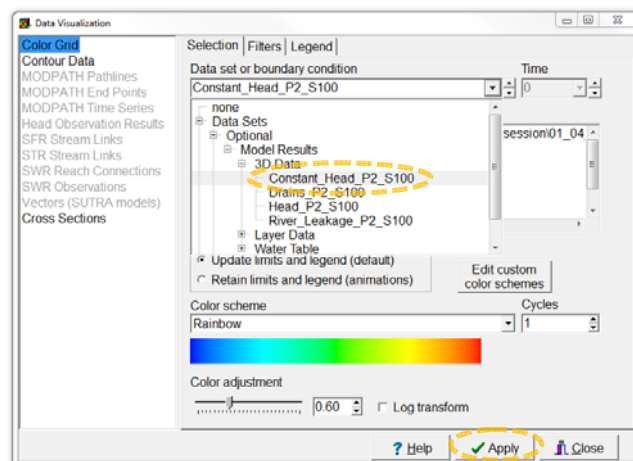 Data Visualization
Color Grid
Contour Data
MODPATH Pathlines
MODPATH End Points
MODPATH Time Series
Head Observation Results
SFR Stream Links
STR Stream Links
SWR Reach Connections
SWR Observations
Vectors (SUTRA models)
Cross Sections
Selection Filters Legend
Data set or boundary condition Time
Constant_Head_P2_S100 0
none
Data Sets
Optional
session\01_04
Model Results
3D Data
Constant_Head_P2_S100
Drains_P2_S100
Head_P2_S100
River_Leakage_P2_S100
Layer Data
Water Table
Update limits and legend (default)
Retain limits and legend (animations)
Edit custom
color schemes
Color scheme Cycles
Rainbow 1
Color adjustment
0.60 Log transform
? Help Apply Close